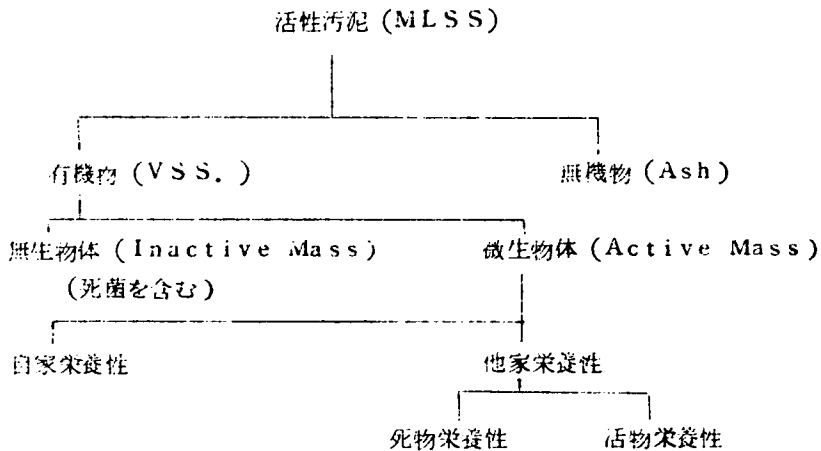 活性汚泥 (MLSS)
有機物 (VSS.)
無機物 (Ash)
無生物体 (Inactive Mass)
微生物体 (Active Mass)
(死菌を含む)
自家栄養性
他家栄養性
死物栄養性
活物栄養性